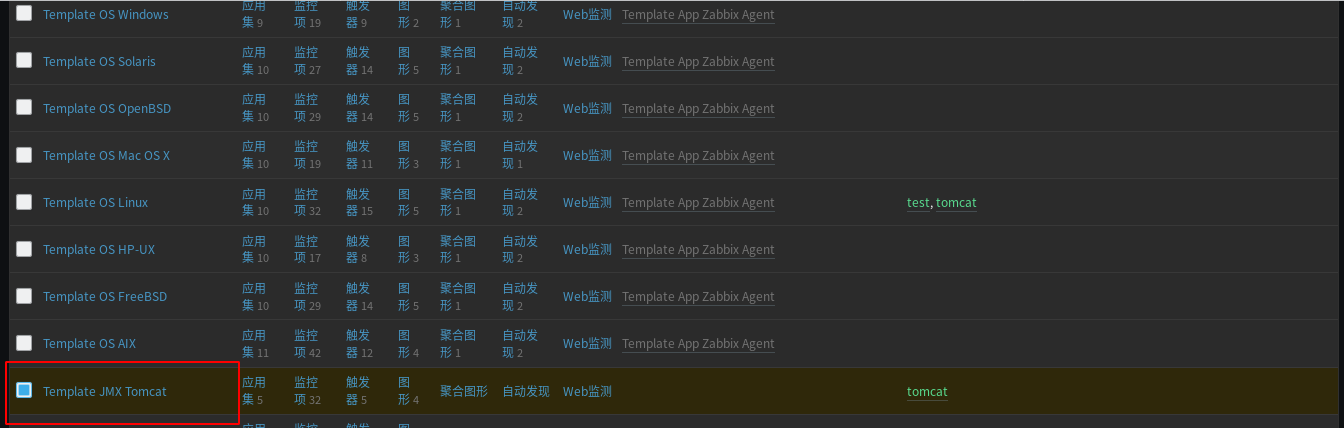 Template OS Windows 应用集 9 监控项 19 触发器 9 图形 2 聚合图形 1 自动发现 2 Web监测 Template App Zabbix Agent
Template OS Solaris 应用集 10 监控项 27 触发器 14 图形 5 聚合图形 1 自动发现 2 Web监测 Template App Zabbix Agent
Template OS OpenBSD 应用集 10 监控项 29 触发器 14 图形 5 聚合图形 1 自动发现 2 Web监测 Template App Zabbix Agent
Template OS Mac OS X 应用集 10 监控项 19 触发器 11 图形 3 聚合图形 1 自动发现 1 Web监测 Template App Zabbix Agent
Template OS Linux 应用集 10 监控项 32 触发器 15 图形 5 聚合图形 1 自动发现 2 Web监测 Template App Zabbix Agent test, tomcat
Template OS HP-UX 应用集 10 监控项 17 触发器 8 图形 3 聚合图形 1 自动发现 2 Web监测 Template App Zabbix Agent
Template OS FreeBSD 应用集 10 监控项 29 触发器 14 图形 5 聚合图形 1 自动发现 2 Web监测 Template App Zabbix Agent
Template OS AIX 应用集 11 监控项 42 触发器 12 图形 4 聚合图形 1 自动发现 2 Web监测 Template App Zabbix Agent
Template JMX Tomcat 应用集 5 监控项 32 触发器 5 图形 4 聚合图形 自动发现 Web监测 tomcat